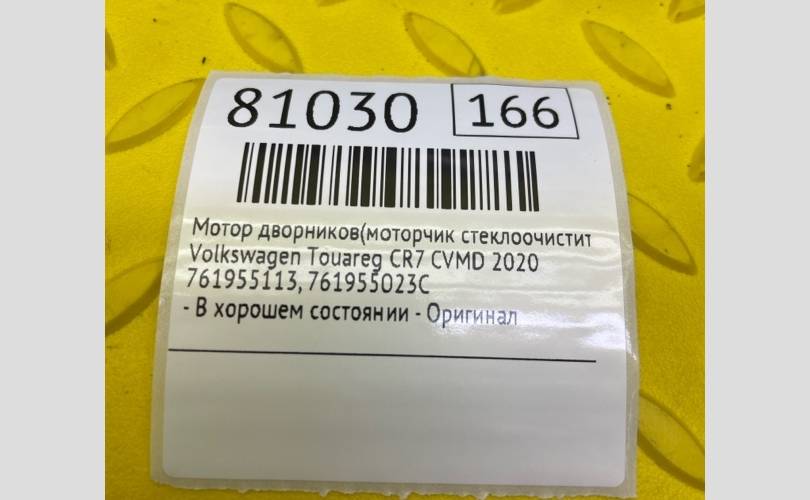 81030 166
Мотор дворников(моторчик стеклоочистит
Volkswagen Touareg CR7 CVMD 2020
761955113, 761955023C
- В хорошем состоянии - Оригинал